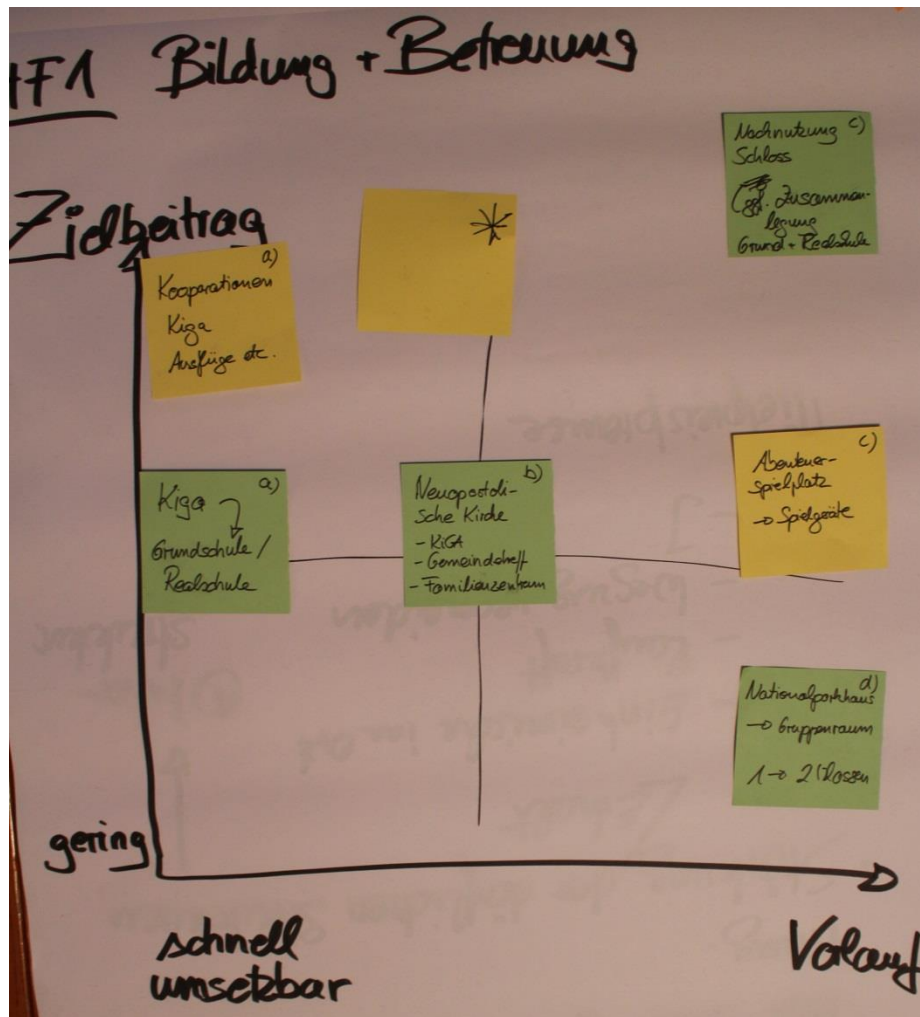 HF1 Bildung + Betreuung
Zielbeitrag
Nachnutzung c)
Schloss
ggf. Zusammen-
legung
Grund + Realschule
a)
Kooperationen
Kiga
Ausflüge etc.
a)
Kiga
Grundschule /
Realschule
b)
Neuapostoli-
sche Kirche
- KiGA
- Gemeindetreff
- Familienzentrum
c)
Abenteuer-
spielplatz
→ Spielgeräte
d)
Nationalparkhaus
→ Gruppenraum
1 → 2 Klassen
gering
schnell
umsetzbar
Vorlauf